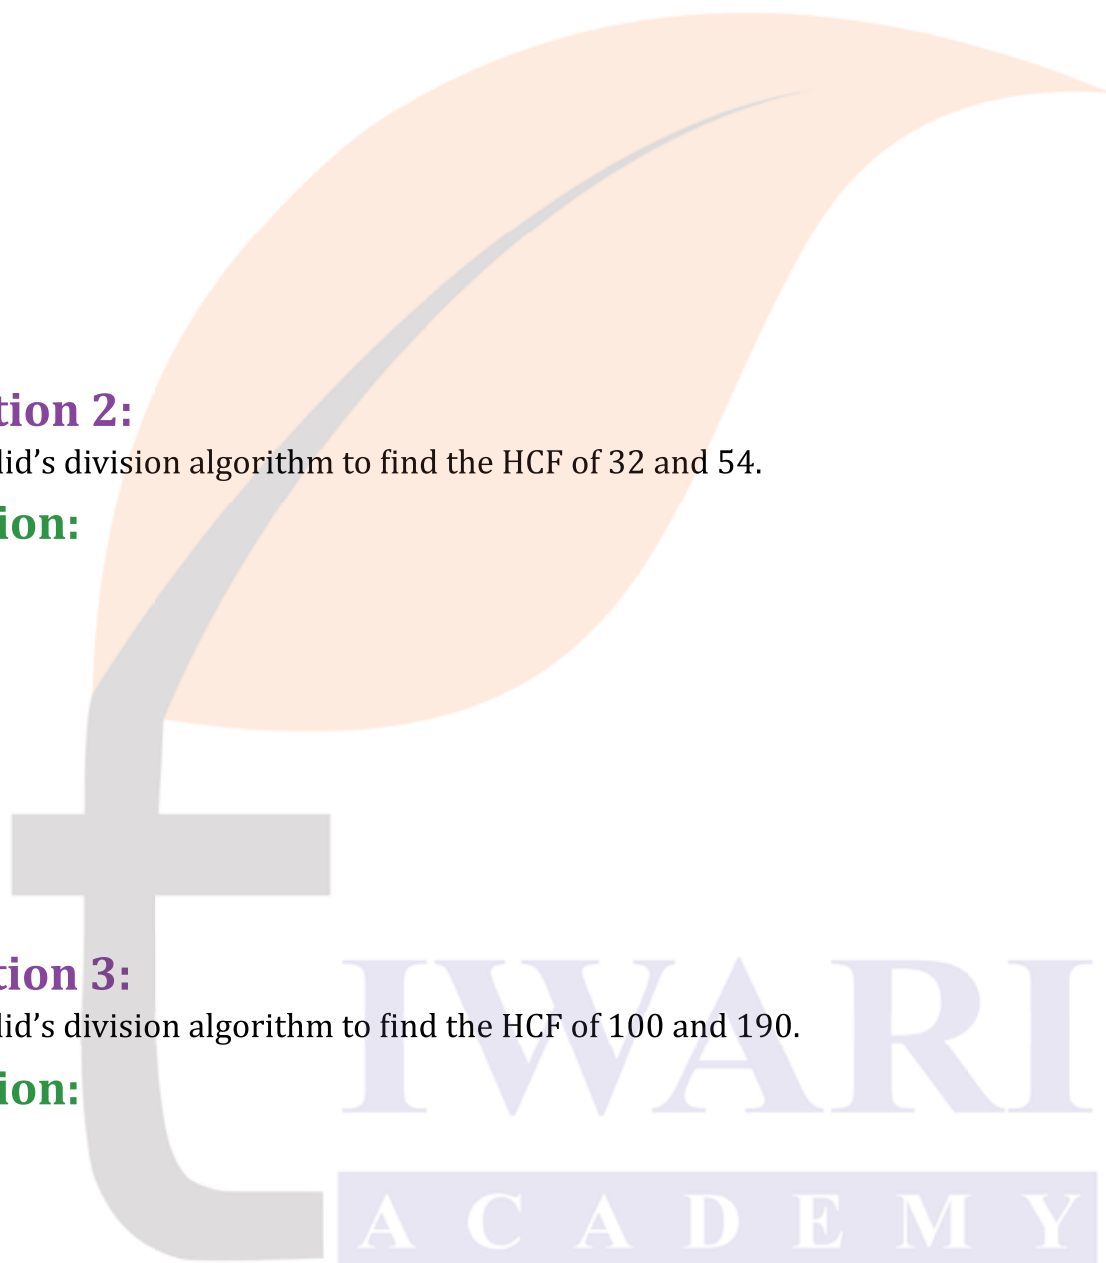 tion 2:
lid’s division algorithm to find the HCF of 32 and 54.
ion:
tion 3:
lid’s division algorithm to find the HCF of 100 and 190.
ion:
IWARI
ACADEMY